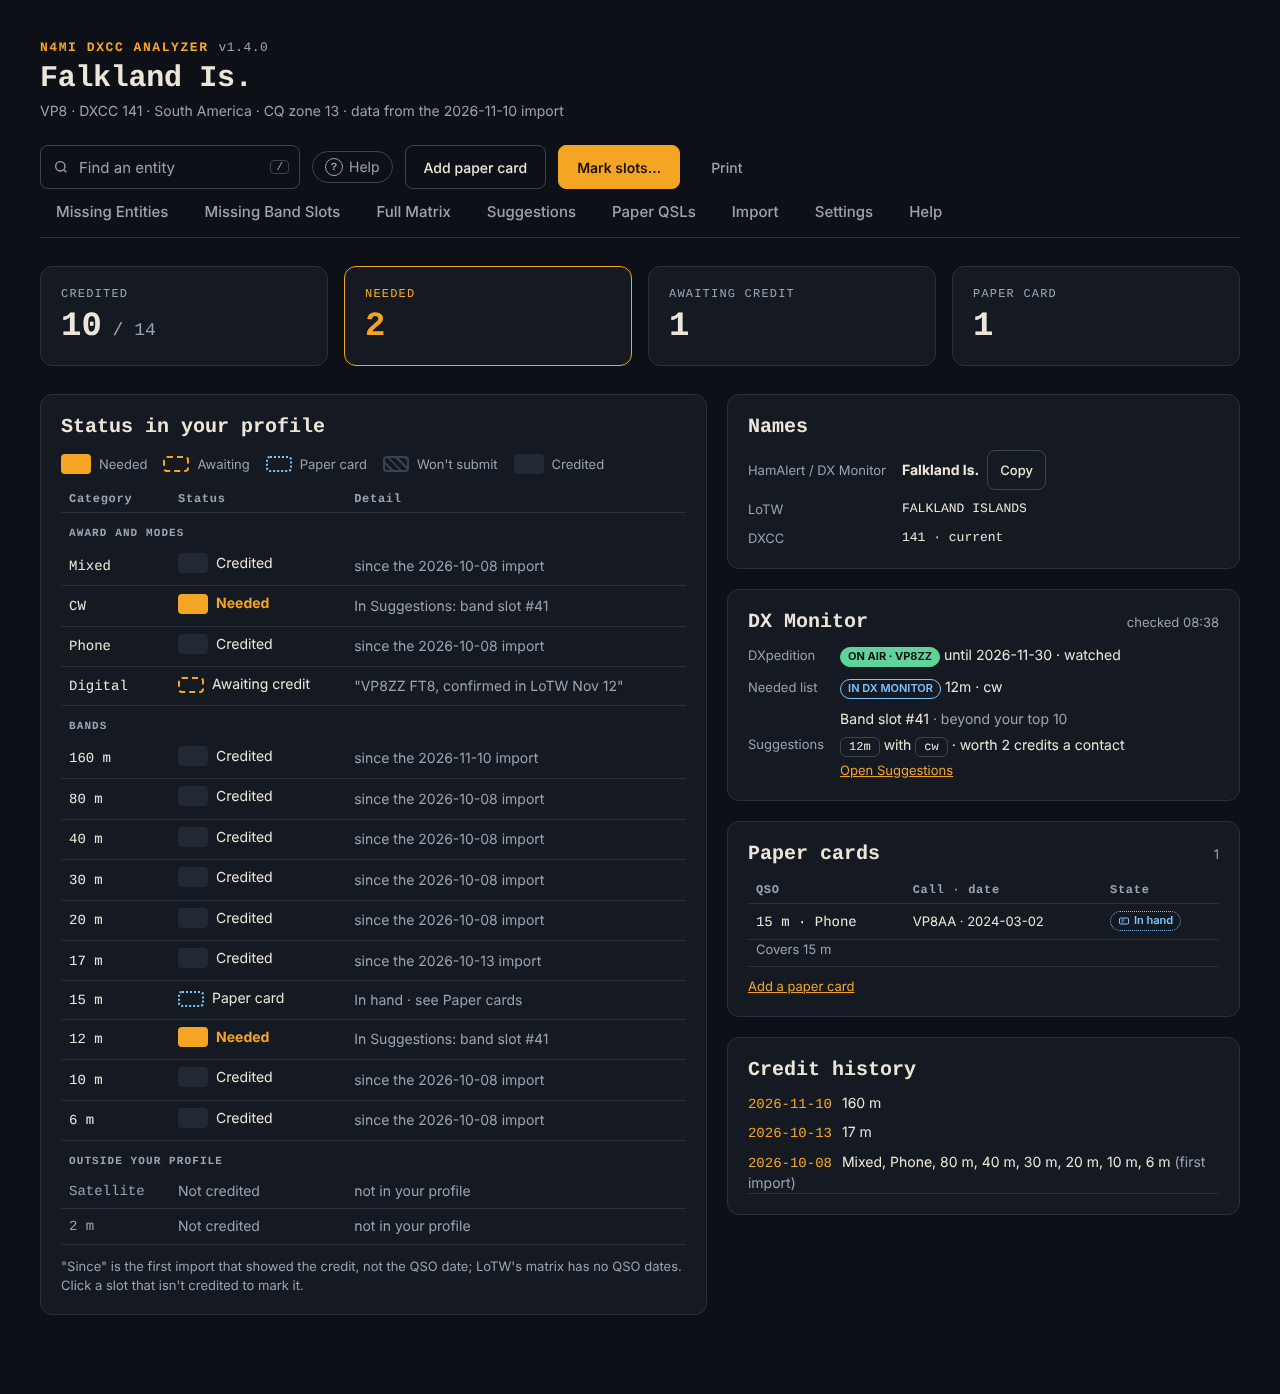 N4MI DXCC ANALYZER v1.4.0
Falkland Is.
VP8 · DXCC 141 · South America · CQ zone 13 · data from the 2026-11-10 import
Find an entity /
? Help
Add paper card
Mark slots...
Print
Missing Entities Missing Band Slots Full Matrix Suggestions Paper QSLs Import Settings Help
CREDITED
10 / 14
NEEDED
2
AWAITING CREDIT
1
PAPER CARD
1
Status in your profile
Needed Awaiting Paper card Won't submit Credited
Category Status Detail
AWARD AND MODES
Mixed Credited since the 2026-10-08 import
CW Needed In Suggestions: band slot #41
Phone Credited since the 2026-10-08 import
Digital Awaiting credit "VP8ZZ FT8, confirmed in LoTW Nov 12"
BANDS
160 m Credited since the 2026-11-10 import
80 m Credited since the 2026-10-08 import
40 m Credited since the 2026-10-08 import
30 m Credited since the 2026-10-08 import
20 m Credited since the 2026-10-08 import
17 m Credited since the 2026-10-13 import
15 m Paper card In hand · see Paper cards
12 m Needed In Suggestions: band slot #41
10 m Credited since the 2026-10-08 import
6 m Credited since the 2026-10-08 import
OUTSIDE YOUR PROFILE
Satellite Not credited not in your profile
2 m Not credited not in your profile
"Since" is the first import that showed the credit, not the QSO date; LoTW's matrix has no QSO dates.
Click a slot that isn't credited to mark it.
Names
HamAlert / DX Monitor Falkland Is. Copy
LoTW FALKLAND ISLANDS
DXCC 141 · current
DX Monitor checked 08:38
DXpedition ON AIR · VP8ZZ until 2026-11-30 · watched
Needed list IN DX MONITOR 12m · cw
Band slot #41 · beyond your top 10
Suggestions 12m with cw · worth 2 credits a contact
Open Suggestions
Paper cards 1
QSO Call · date State
15 m · Phone VP8AA · 2024-03-02 In hand
Covers 15 m
Add a paper card
Credit history
2026-11-10 160 m
2026-10-13 17 m
2026-10-08 Mixed, Phone, 80 m, 40 m, 30 m, 20 m, 10 m, 6 m (first
import)